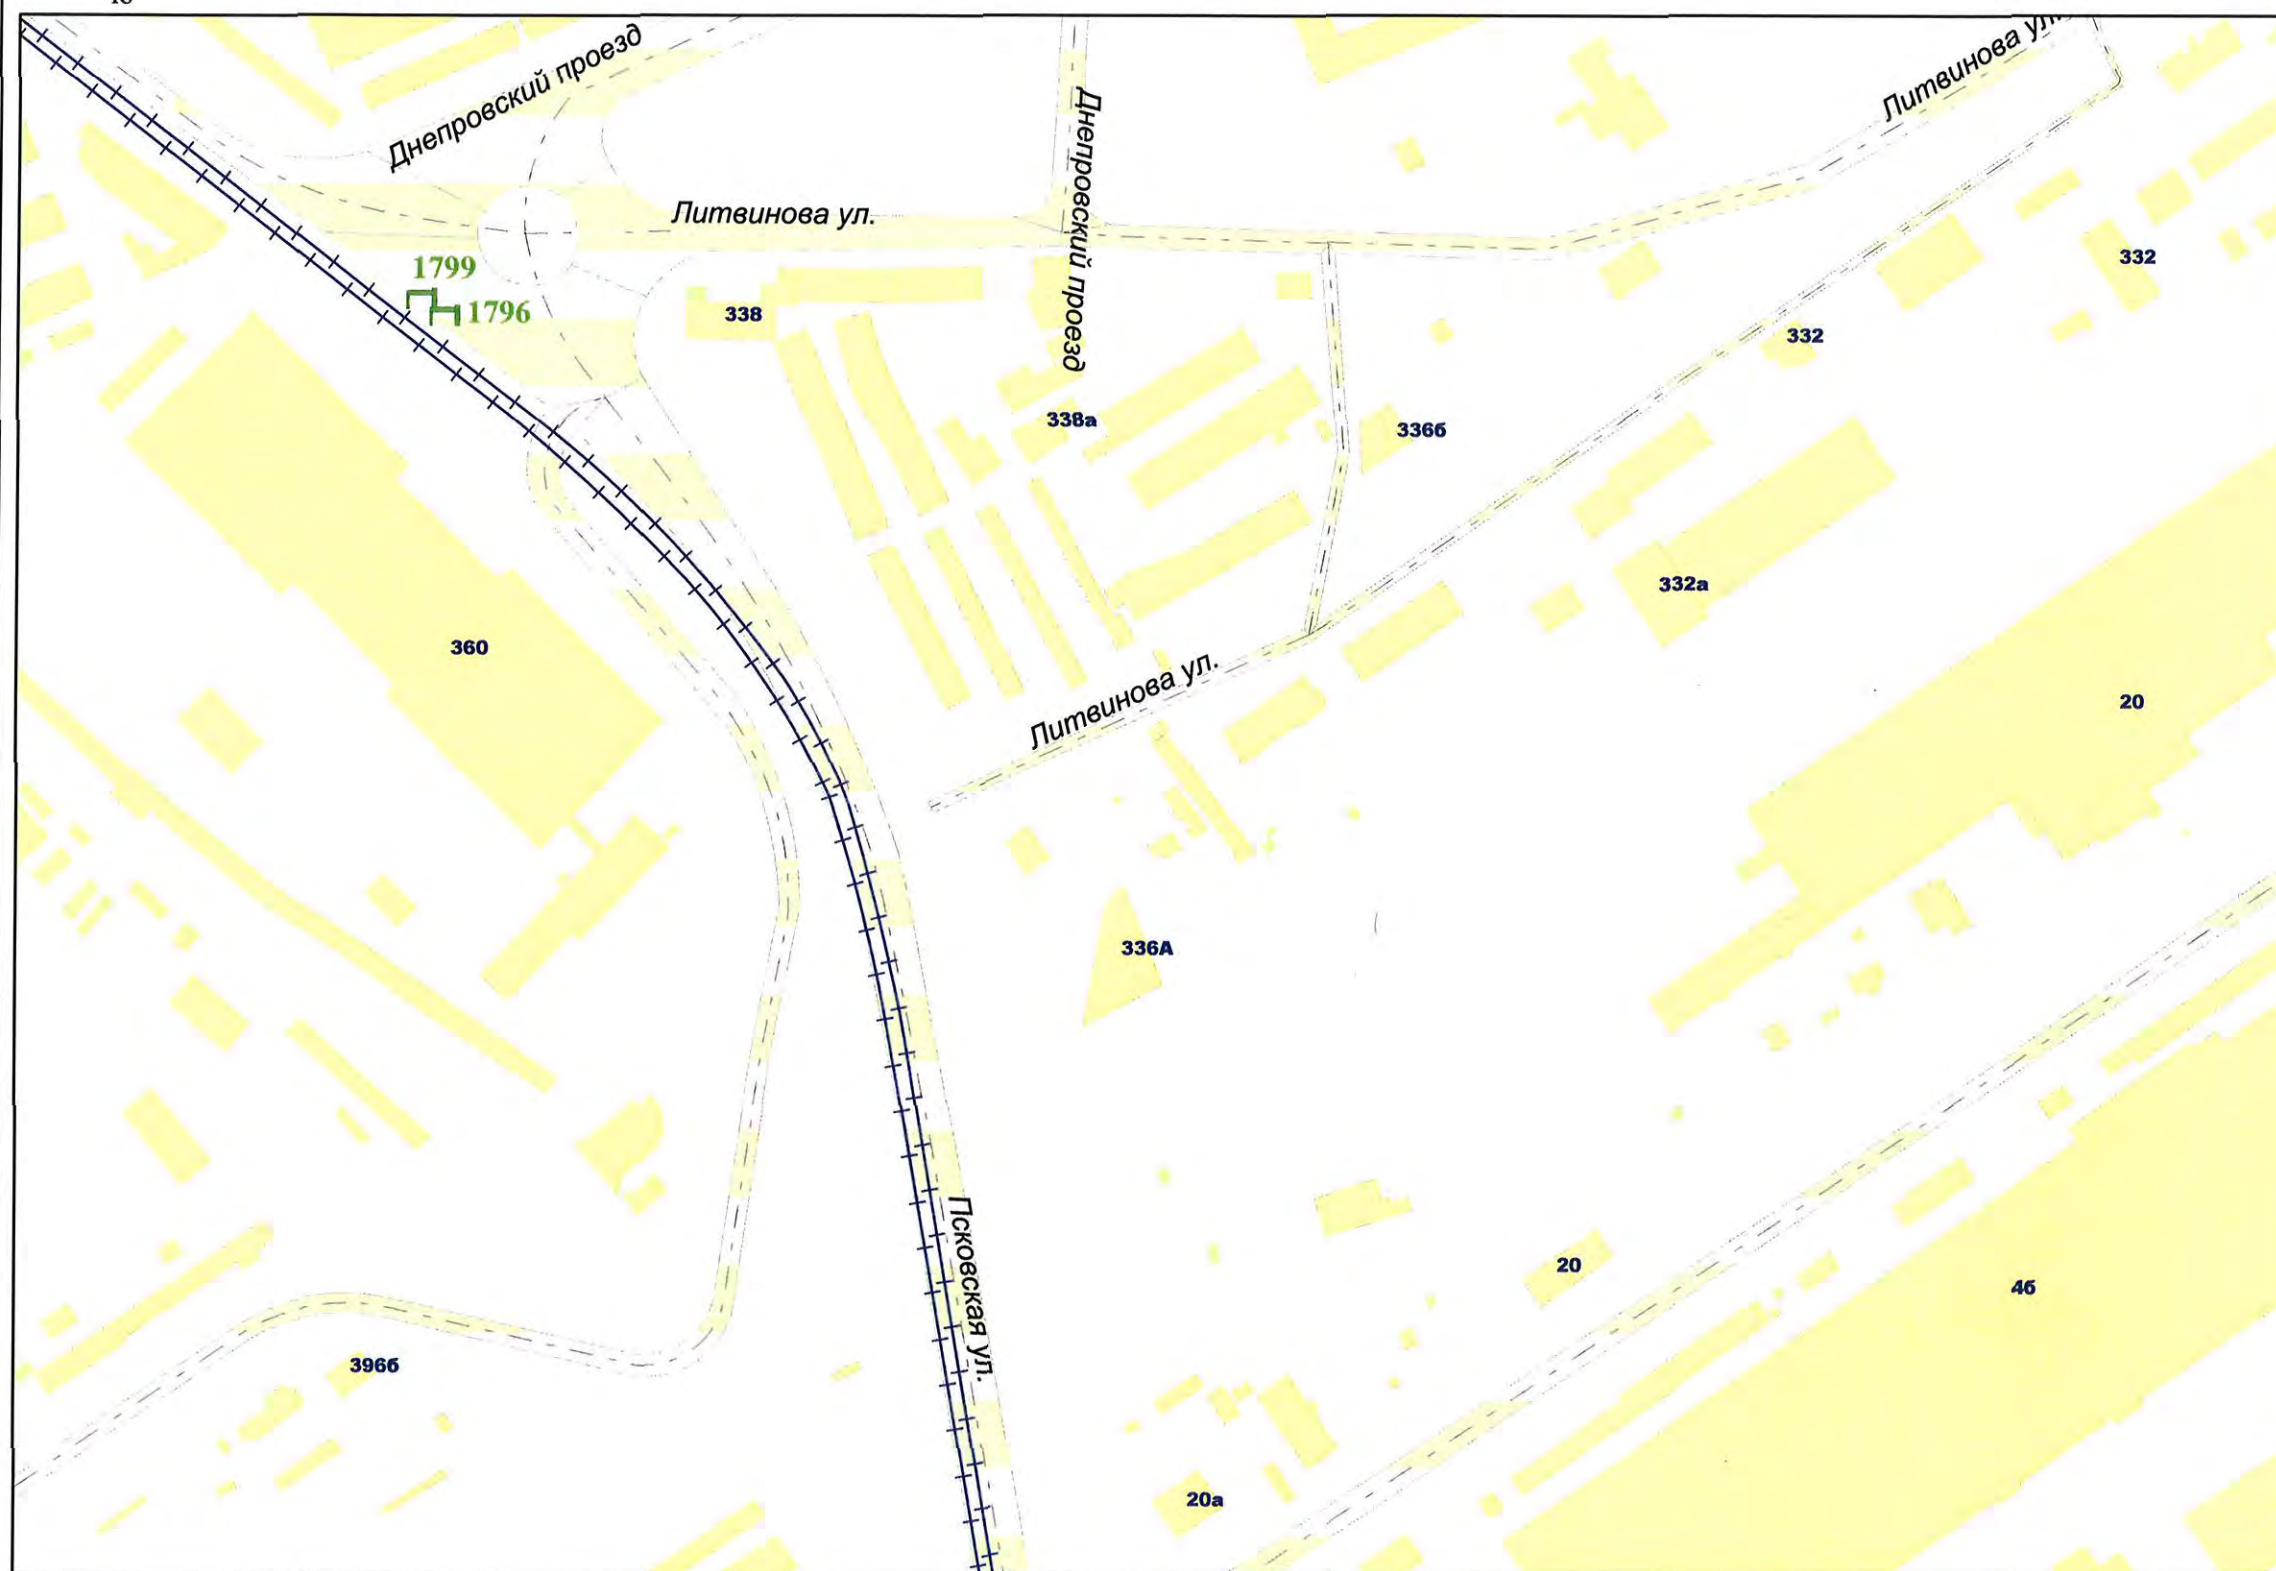 Литвинова ул.
Днепровский проезд
Днепровский проезд
Литвинова ул.
1799
1796
338
332
332
338а
336б
332а
360
Литвинова ул.
20
336А
Псковская ул.
20
4б
396б
20а